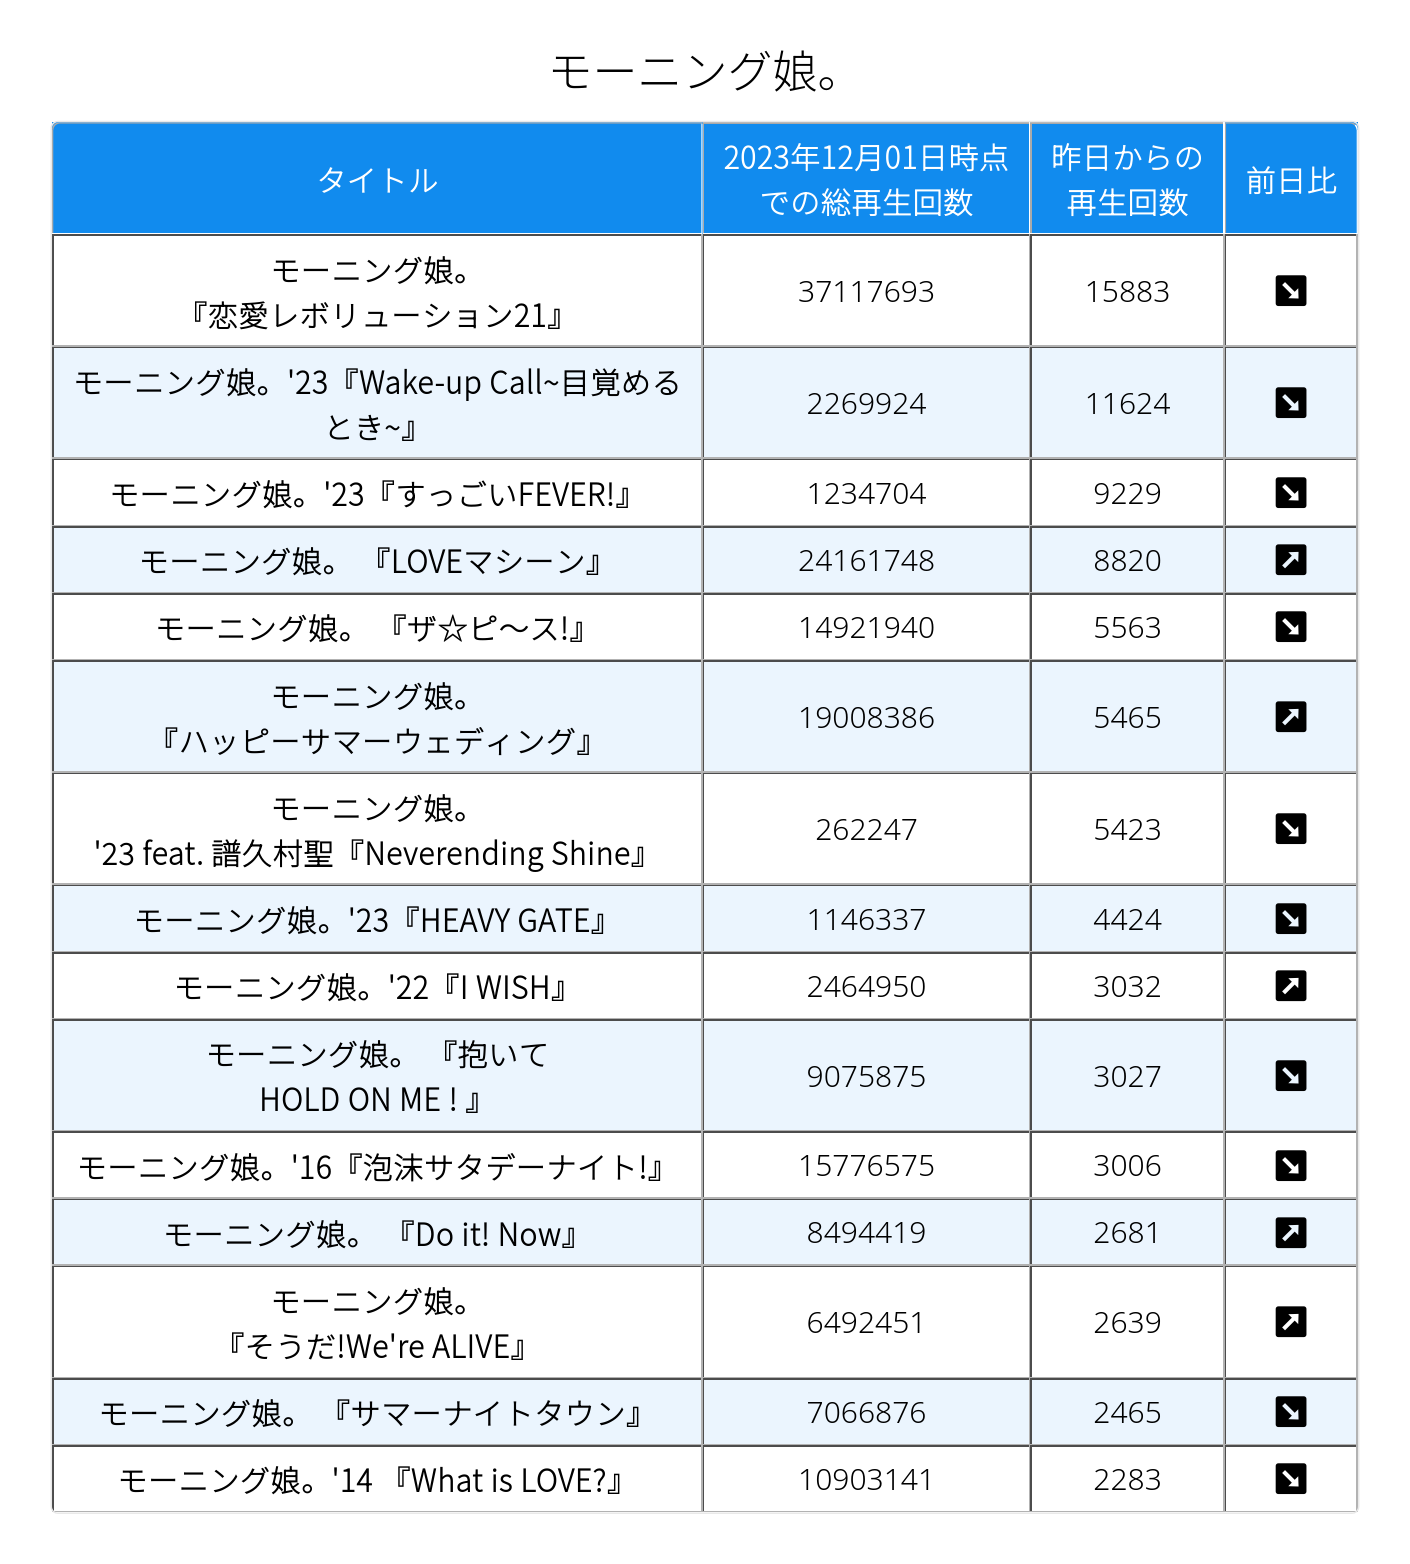 モーニング娘。
タイトル
2023年12月01日時点
での総再生回数
昨日からの
再生回数
前日比
モーニング娘。
『恋愛レボリューション21』
37117693
15883
モーニング娘。'23『Wake-up Call~目覚める
とき~』
2269924
11624
モーニング娘。'23『すっごいFEVER!』
1234704
9229
モーニング娘。 『LOVEマシーン』
24161748
8820
モーニング娘。 『ザ☆ピ〜ス!』
14921940
5563
モーニング娘。
『ハッピーサマーウェディング』
19008386
5465
モーニング娘。
'23 feat. 譜久村聖『Neverending Shine』
262247
5423
モーニング娘。'23『HEAVY GATE』
1146337
4424
モーニング娘。'22『I WISH』
2464950
3032
モーニング娘。 『抱いて
HOLD ON ME ! 』
9075875
3027
モーニング娘。'16『泡沫サタデーナイト!』
15776575
3006
モーニング娘。 『Do it! Now』
8494419
2681
モーニング娘。
『そうだ!We're ALIVE』
6492451
2639
モーニング娘。 『サマーナイトタウン』
7066876
2465
モーニング娘。'14 『What is LOVE?』
10903141
2283